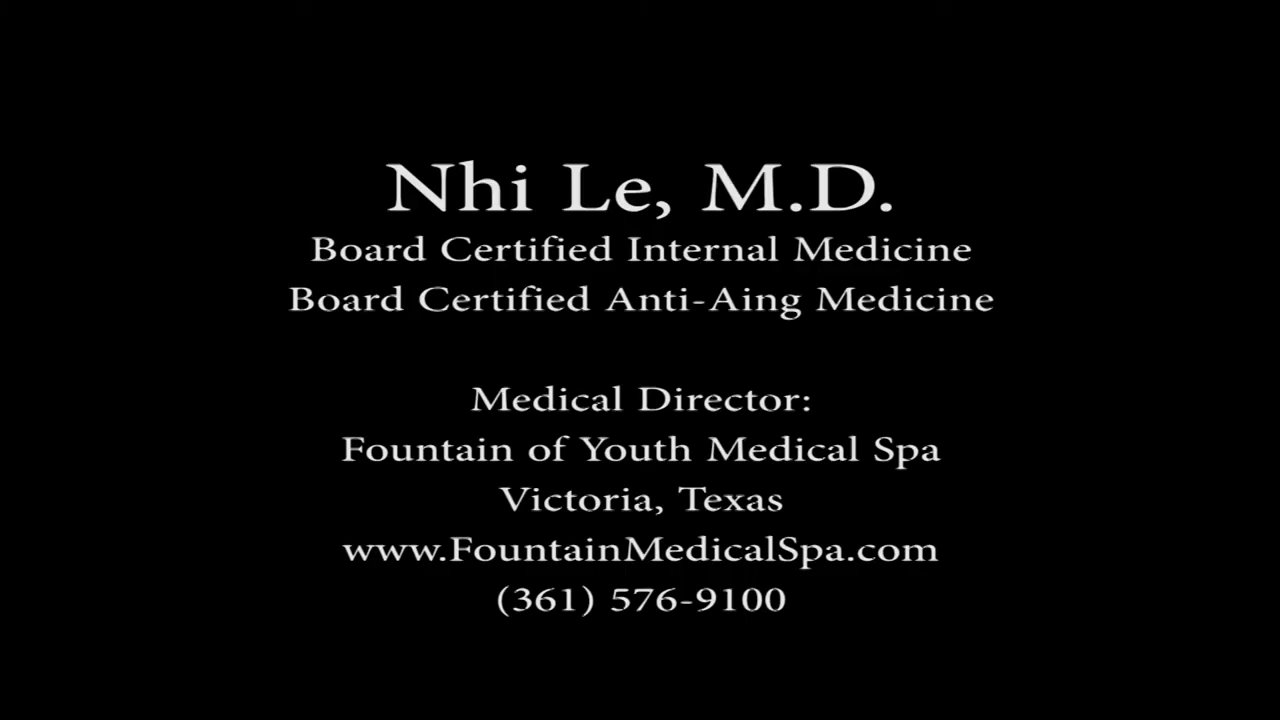 Nhi Le, M.D.
Board Certified Internal Medicine
Board Certified Anti-Aing Medicine
Medical Director:
Fountain of Youth Medical Spa
Victoria, Texas
www.FountainMedicalSpa.com
(361) 576-9100